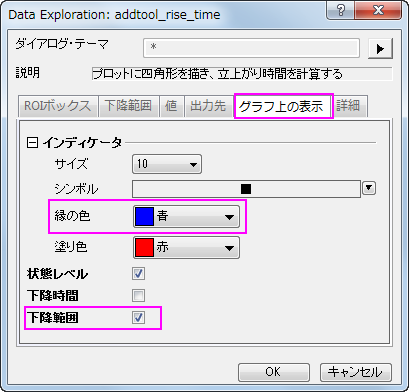 Data Exploration: addtool_rise_time
ダイアログ・テーマ *
説明 プロットに四角形を描き、立上がり時間を計算する
ROIボックス 下降範囲 値 出力先 グラフ上の表示 詳細
インディケータ
サイズ 10
シンボル
縁の色 青
塗り色 赤
状態レベル
下降時間
下降範囲
OK キャンセル